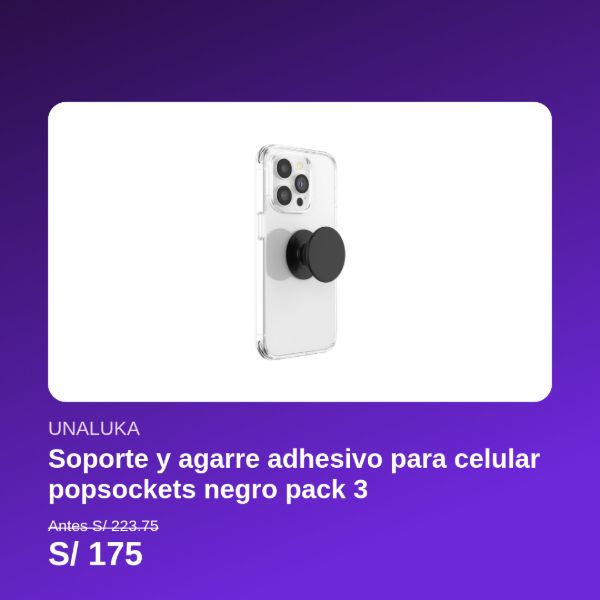 UNALUKA
Soporte y agarre adhesivo para celular
popsockets negro pack 3
Antes S/ 223.75
S/ 175